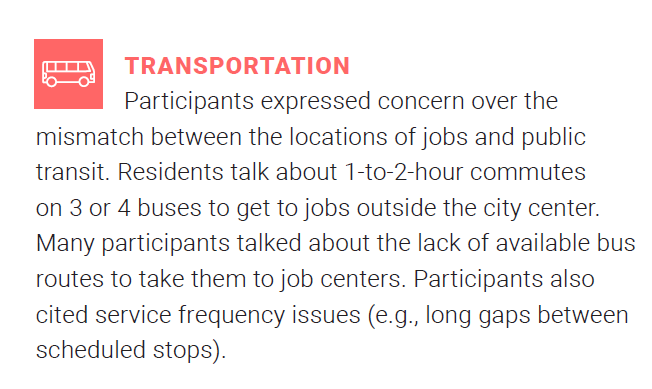 TRANSPORTATION
Participants expressed concern over the
mismatch between the locations of jobs and public
transit. Residents talk about 1-to-2-hour commutes
on 3 or 4 buses to get to jobs outside the city center.
Many participants talked about the lack of available bus
routes to take them to job centers. Participants also
cited service frequency issues (e.g., long gaps between
scheduled stops).